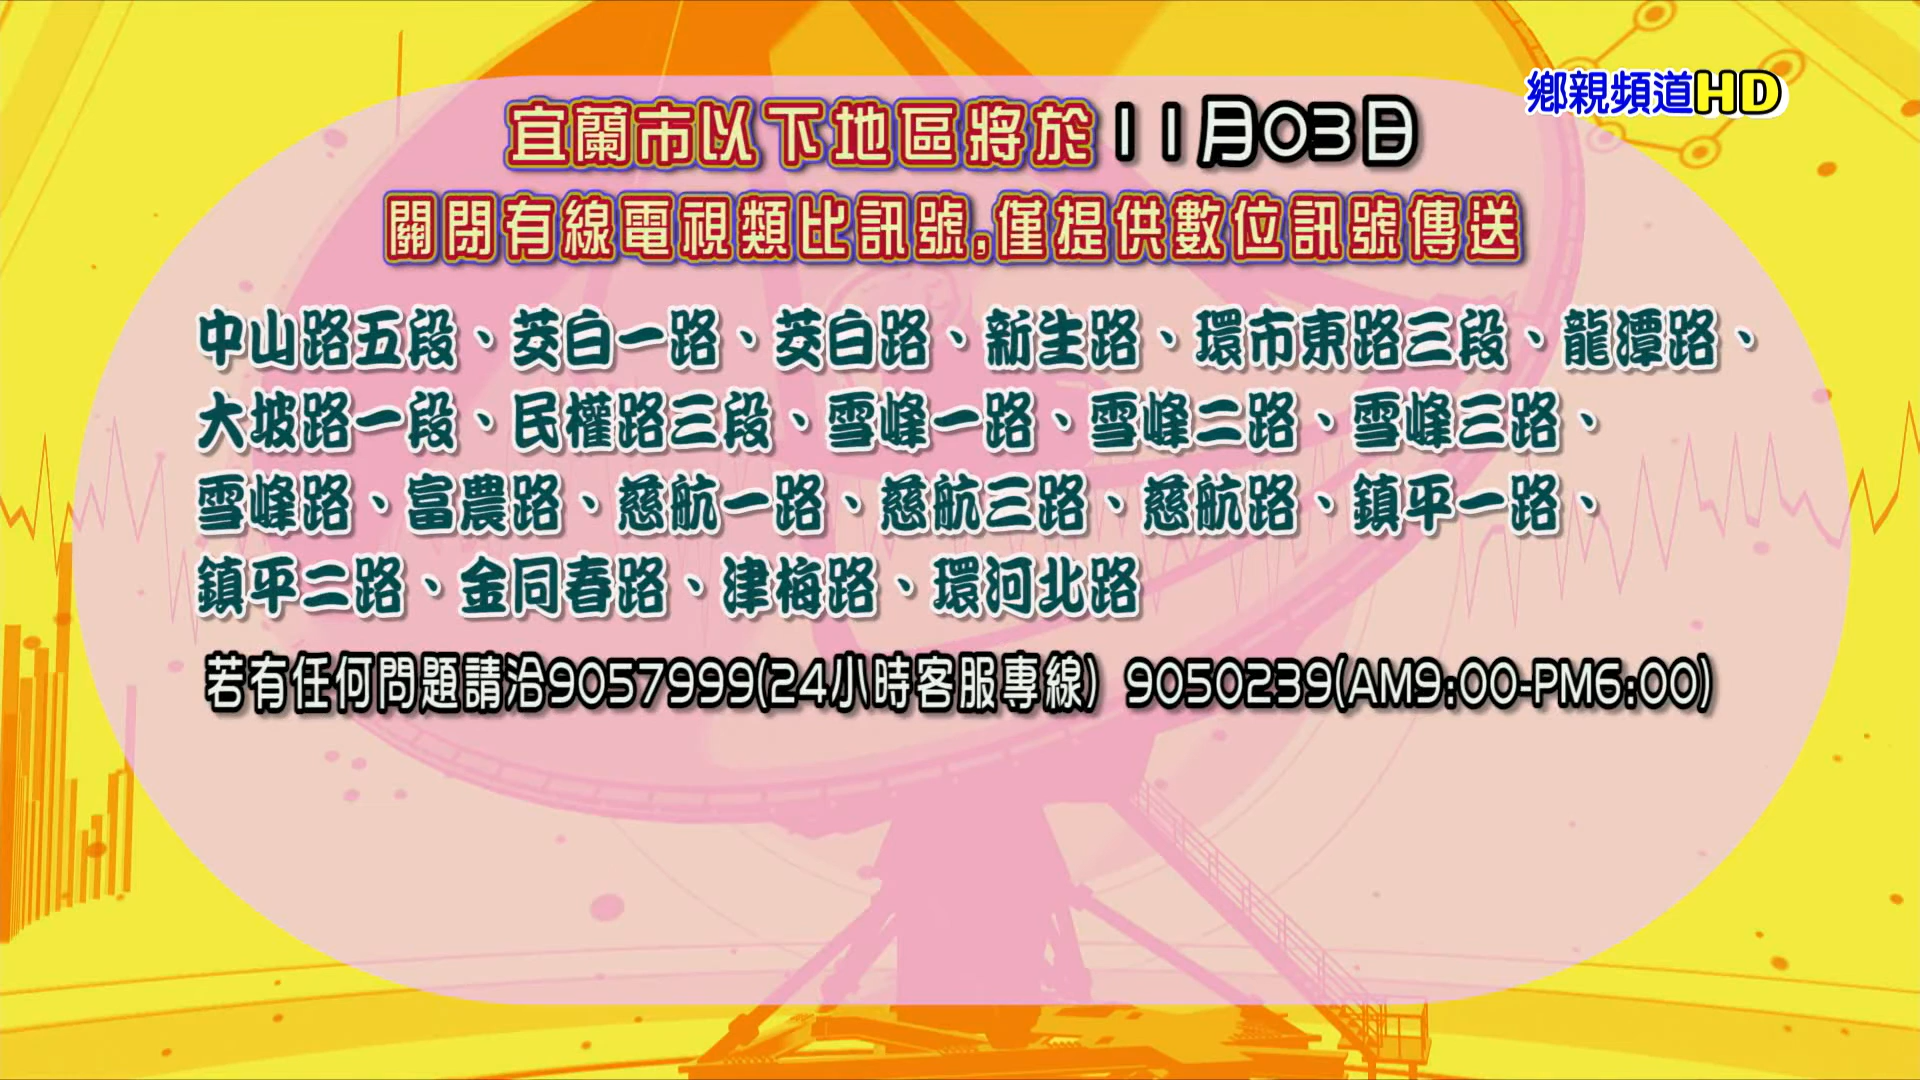 鄉親頻道HD
宜蘭市以下地區將於11月03日
關閉有線電視類比訊號,僅提供數位訊號傳送
中山路五段、茭白一路、茭白路、新生路、環市東路三段、龍潭路、
大坡路一段、民權路三段、雪峰一路、雪峰二路、雪峰三路、
雪峰路、富農路、慈航一路、慈航三路、慈航路、鎮平一路、
鎮平二路、金同春路、津梅路、環河北路
若有任何問題請洽9057999(24小時客服專線) 9050239(AM9:00-PM6:00)